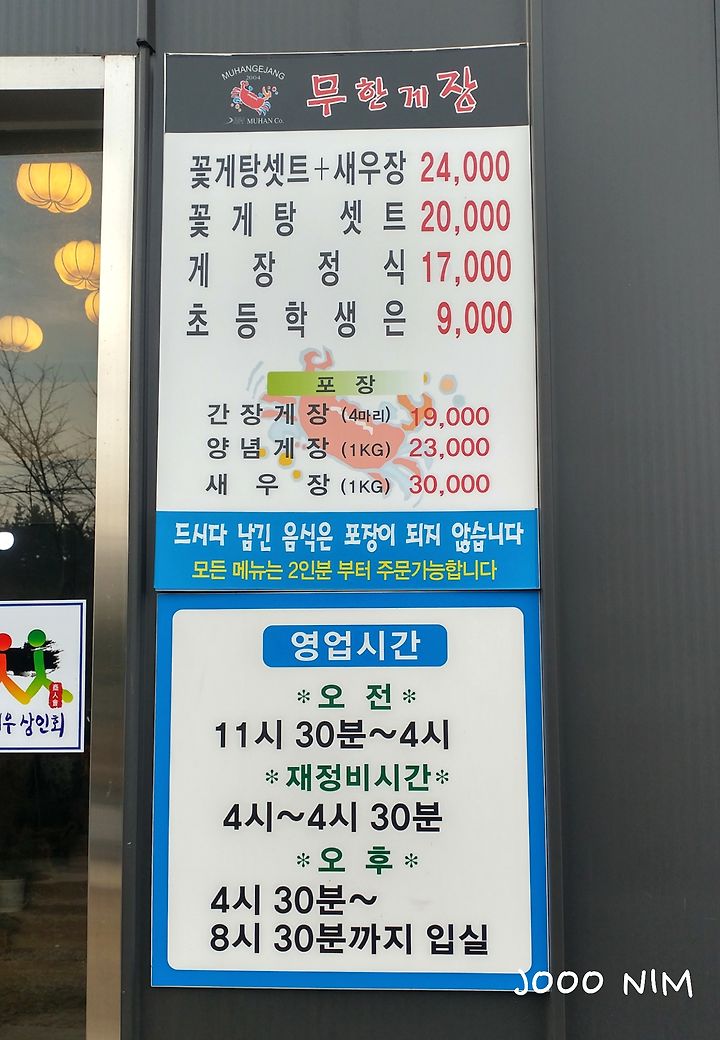 MUHANGEJANG
2004
MUHAN Co.
무한게장
꽃게탕셋트+새우장 24,000
꽃게탕 셋트 20,000
게장정식 17,000
초등학생은 9,000
포장
간장게장 (4마리) 19,000
양념게장 (1KG) 23,000
새우장 (1KG) 30,000
드시다 남긴 음식은 포장이 되지 않습니다
모든 메뉴는 2인분 부터 주문가능합니다
영업시간
*오 전*
11시 30분~4시
*재정비시간*
4시~4시 30분
*오 후*
4시 30분~
8시 30분까지 입실
상인회
JOOO NIM